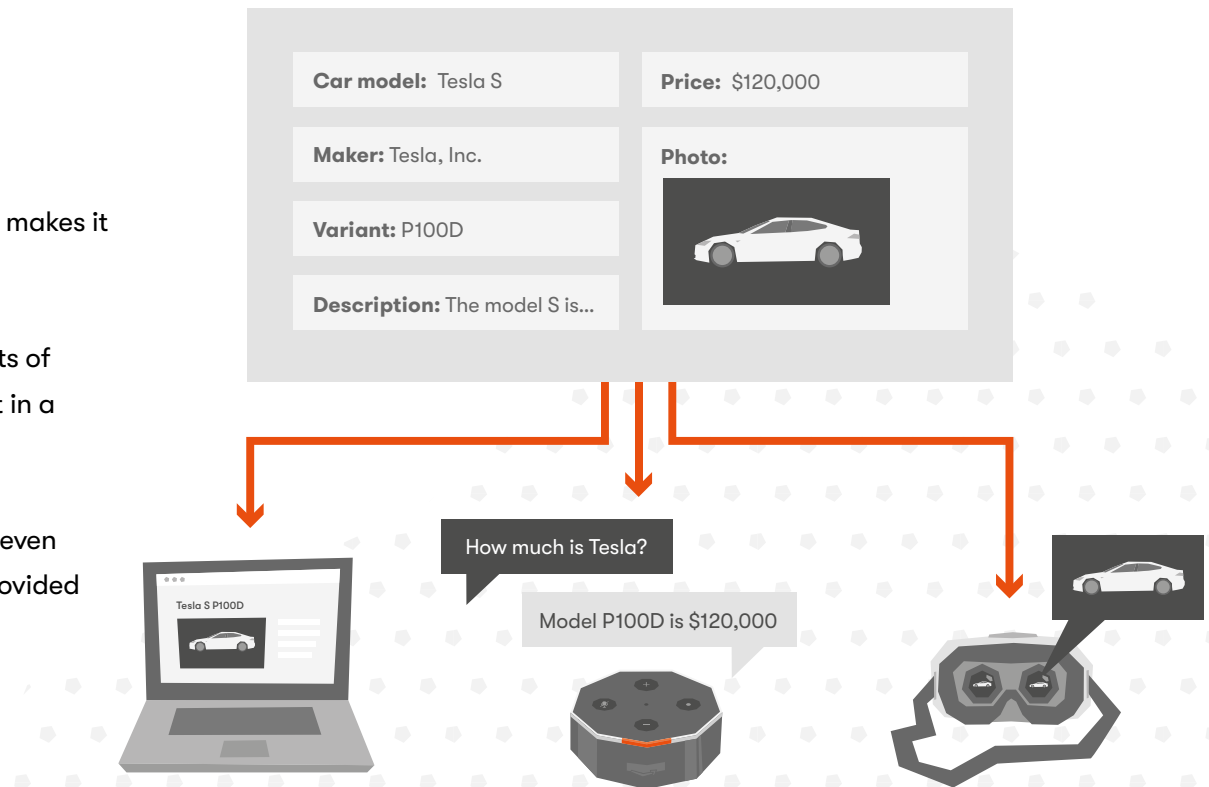 makes it
ts of
t in a
even
ovided
Car model: Tesla S
Maker: Tesla, Inc.
Variant: P100D
Description: The model S is...
Price: $120,000
Photo:
Tesla S P100D
How much is Tesla?
Model P100D is $120,000